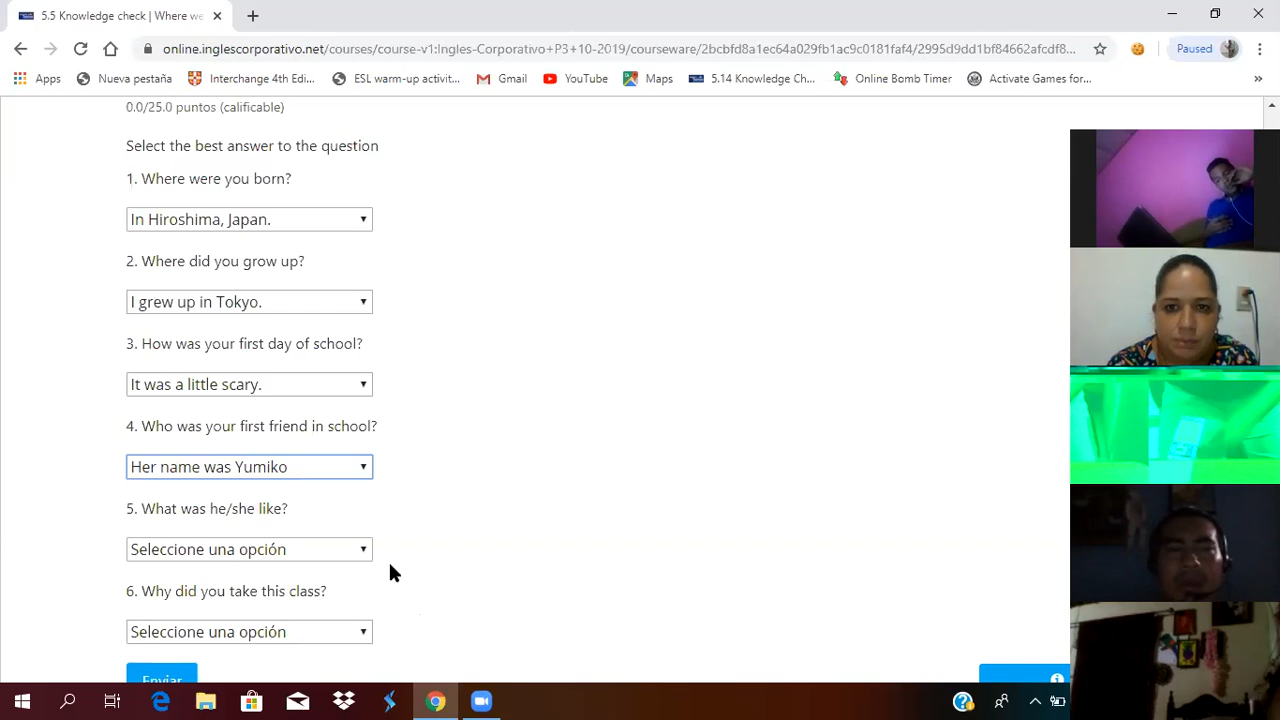 5.5 Knowledge check | Where we
online.inglescorporativo.net/courses/course-v1:Ingles-Corporativo+P3+10-2019/courseware/2bcbfd8a1ec64a029fb1ac9c0181faf4/2995d9dd1bf84662afcdf8...
Paused
Apps
Nueva pestaña
Interchange 4th Edi...
ESL warm-up activit...
Gmail
YouTube
Maps
5.14 Knowledge Ch...
Online Bomb Timer
Activate Games for...
»
0.0/25.0 puntos (calificable)
Select the best answer to the question
1. Where were you born?
In Hiroshima, Japan.
2. Where did you grow up?
I grew up in Tokyo.
3. How was your first day of school?
It was a little scary.
4. Who was your first friend in school?
Her name was Yumiko
5. What was he/she like?
Seleccione una opción
6. Why did you take this class?
Seleccione una opción
Enviar